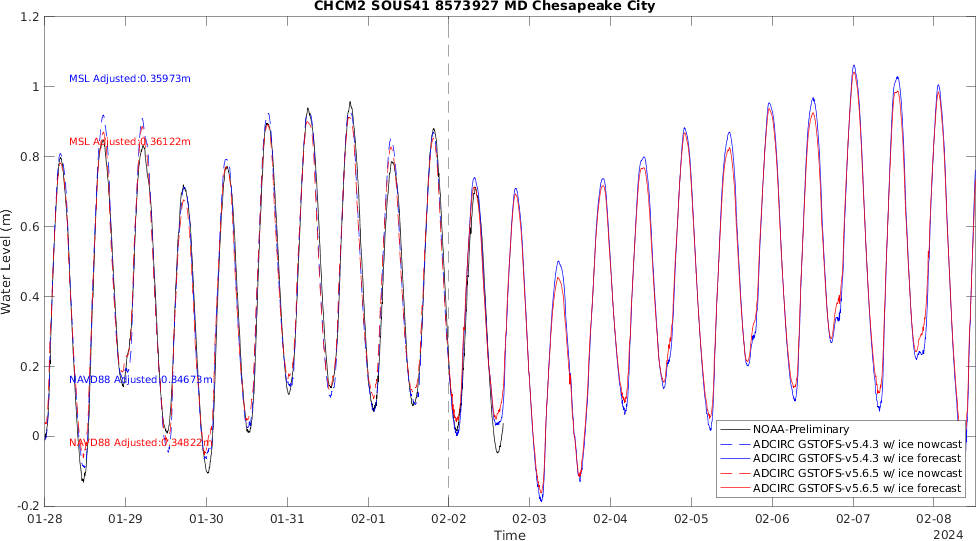 CHCM2 SOUS41 8573927 MD Chesapeake City
Water Level (m)
1.2
1
0.8
0.6
0.4
0.2
0
-0.2
MSL Adjusted:0.35973m
MSL Adjusted:0.36122m
NAVD88 Adjusted:0.34673m
NAVD88 Adjusted:0.34822m
NOAA-Preliminary
ADCIRC GSTOFS-v5.4.3 w/ ice nowcast
ADCIRC GSTOFS-v5.4.3 w/ ice forecast
ADCIRC GSTOFS-v5.6.5 w/ ice nowcast
ADCIRC GSTOFS-v5.6.5 w/ ice forecast
01-28 01-29 01-30 01-31 02-01 02-02 02-03 02-04 02-05 02-06 02-07 02-08
Time
2024